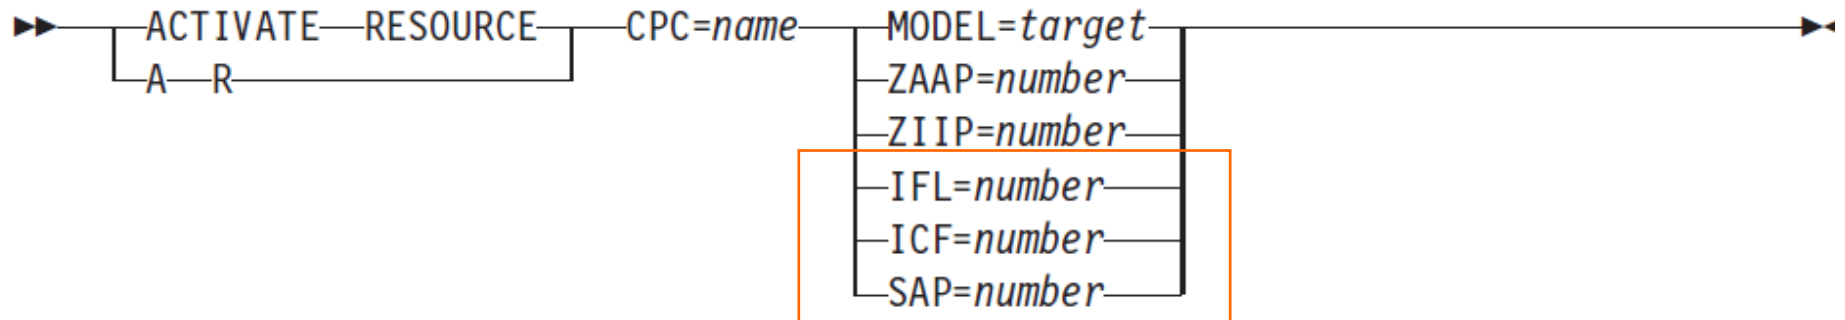 ACTIVATE RESOURCE CPC=name MODEL=target
A R ZAAP=number
ZIIP=number
IFL=number
ICF=number
SAP=number